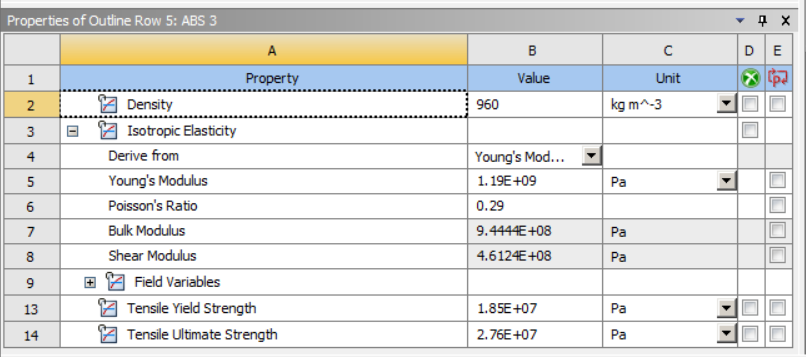 Properties of Outline Row 5: ABS 3
A B C D E
1 Property Value Unit
2 Density 960 kg m^-3
3 Isotropic Elasticity
4 Derive from Young's Mod...
5 Young's Modulus 1.19E+09 Pa
6 Poisson's Ratio 0.29
7 Bulk Modulus 9.4444E+08 Pa
8 Shear Modulus 4.6124E+08 Pa
9 Field Variables
13 Tensile Yield Strength 1.85E+07 Pa
14 Tensile Ultimate Strength 2.76E+07 Pa